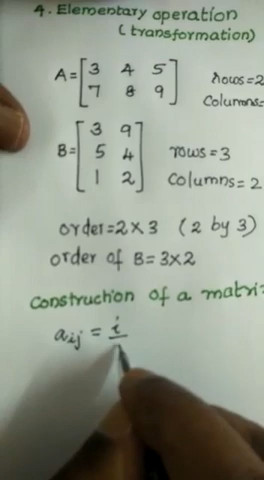 4. Elementary operation
(transformation)
A = [3 4 5
7 8 9]
rows=2
Columns=
B = [3 9
5 4
1 2]
rows = 3
Columns = 2
order = 2 × 3 (2 by 3)
order of B = 3×2
Construction of a matri
aij = i